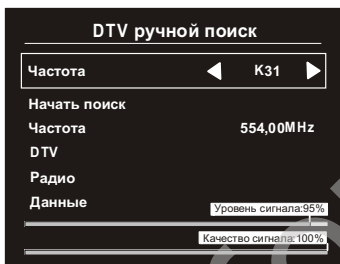 DTV ручной поиск
Частота K31
Начать поиск
Частота 554,00MHz
DTV
Радио
Данные
Уровень сигнала:95%
Качество сигнала:100%